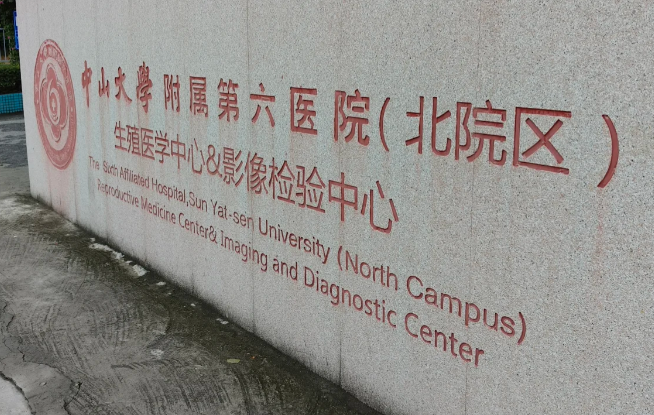 中山大學附属第六医院(北院区)
生殖医学中心&影像检验中心
The Sixth Affiliated Hospital,Sun Yat-sen University (North Campus)
Reproductive Medicine Center& Imaging and Diagnostic Center